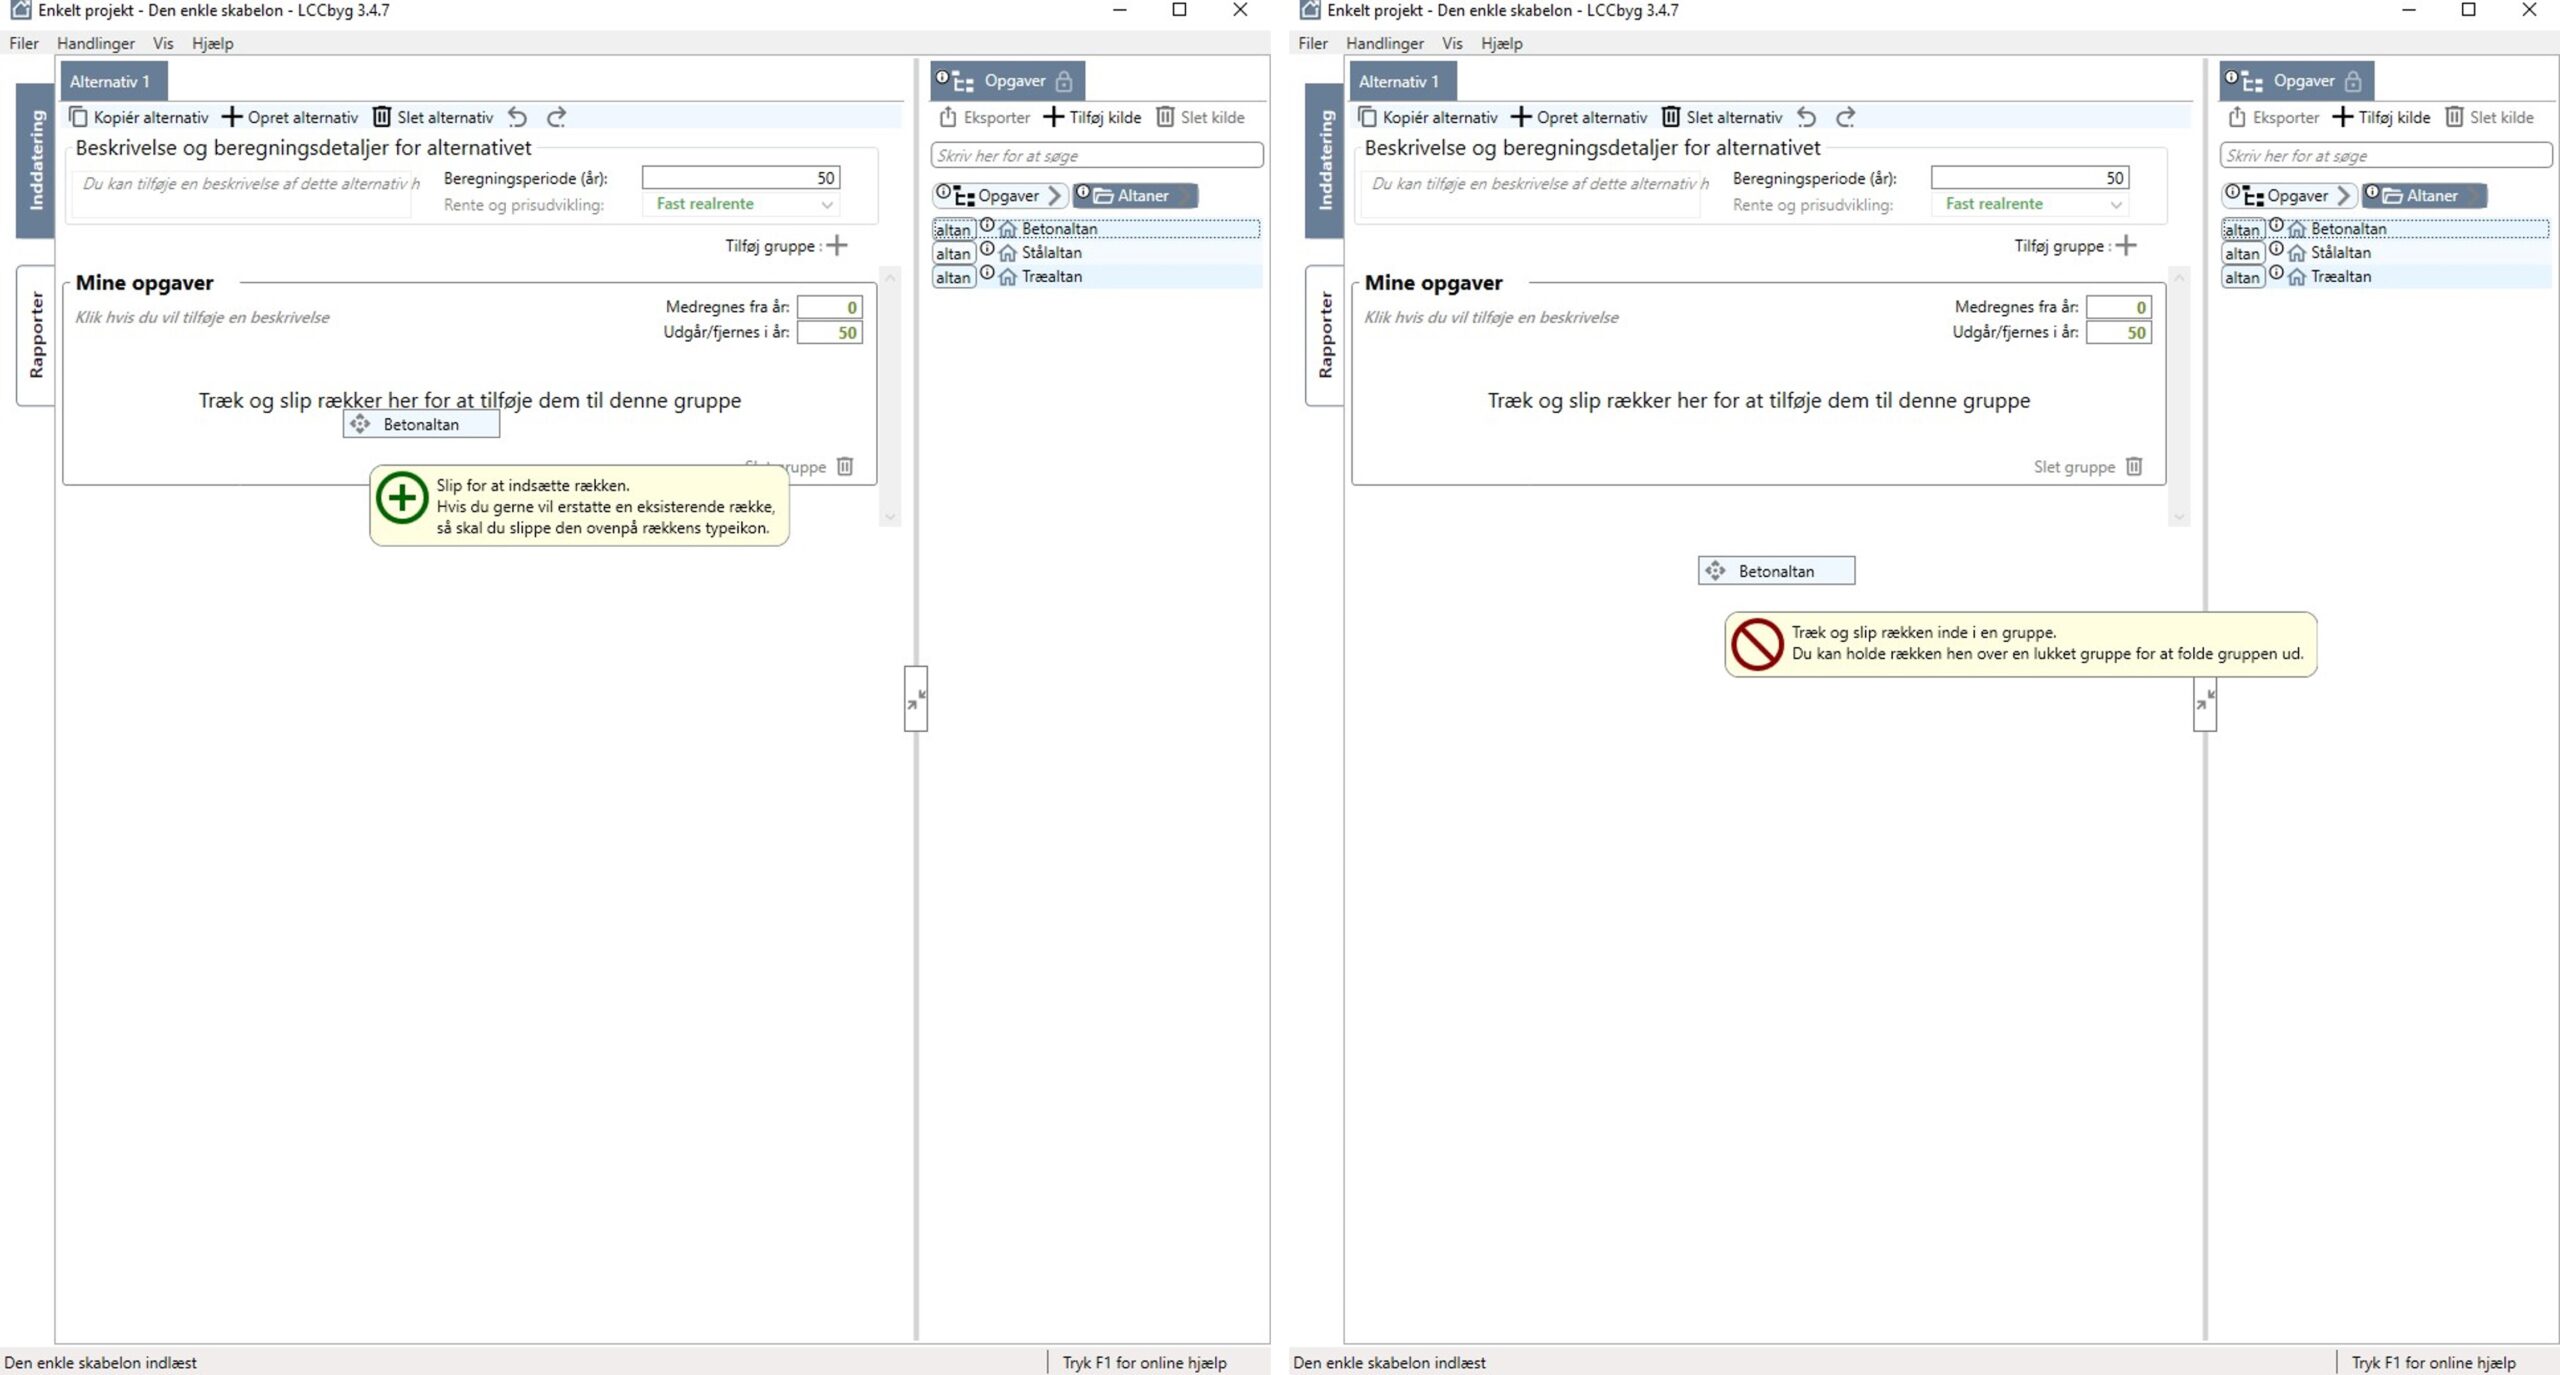 Enkelt projekt - Den enkle skabelon - LCCbyg 3.4.7
Filer Handlinger Vis Hjælp
Inddatering
Rapporter
Alternativ 1
Kopiér alternativ Opret alternativ Slet alternativ
Beskrivelse og beregningsdetaljer for alternativet
Du kan tilføje en beskrivelse af dette alternativ h
Beregningsperiode (år): 50
Rente og prisudvikling: Fast realrente
Tilføj gruppe :
Mine opgaver
Klik hvis du vil tilføje en beskrivelse
Medregnes fra år: 0
Udgår/fjernes i år: 50
Træk og slip rækker her for at tilføje dem til denne gruppe
Betonaltan
ruppe
Slip for at indsætte rækken.
Hvis du gerne vil erstatte en eksisterende række,
så skal du slippe den ovenpå rækkens typeikon.
Opgaver
Eksporter Tilføj kilde Slet kilde
Skriv her for at søge
Opgaver Altaner
altan Betonaltan
altan Stålaltan
altan Træaltan
Den enkle skabelon indlæst
Tryk F1 for online hjælp
Enkelt projekt - Den enkle skabelon - LCCbyg 3.4.7
Filer Handlinger Vis Hjælp
Inddatering
Rapporter
Alternativ 1
Kopiér alternativ Opret alternativ Slet alternativ
Beskrivelse og beregningsdetaljer for alternativet
Du kan tilføje en beskrivelse af dette alternativ h
Beregningsperiode (år): 50
Rente og prisudvikling: Fast realrente
Tilføj gruppe :
Mine opgaver
Klik hvis du vil tilføje en beskrivelse
Medregnes fra år: 0
Udgår/fjernes i år: 50
Træk og slip rækker her for at tilføje dem til denne gruppe
Slet gruppe
Betonaltan
Træk og slip rækken inde i en gruppe.
Du kan holde rækken hen over en lukket gruppe for at folde gruppen ud.
Opgaver
Eksporter Tilføj kilde Slet kilde
Skriv her for at søge
Opgaver Altaner
altan Betonaltan
altan Stålaltan
altan Træaltan
Den enkle skabelon indlæst
Tryk F1 for online hjælp